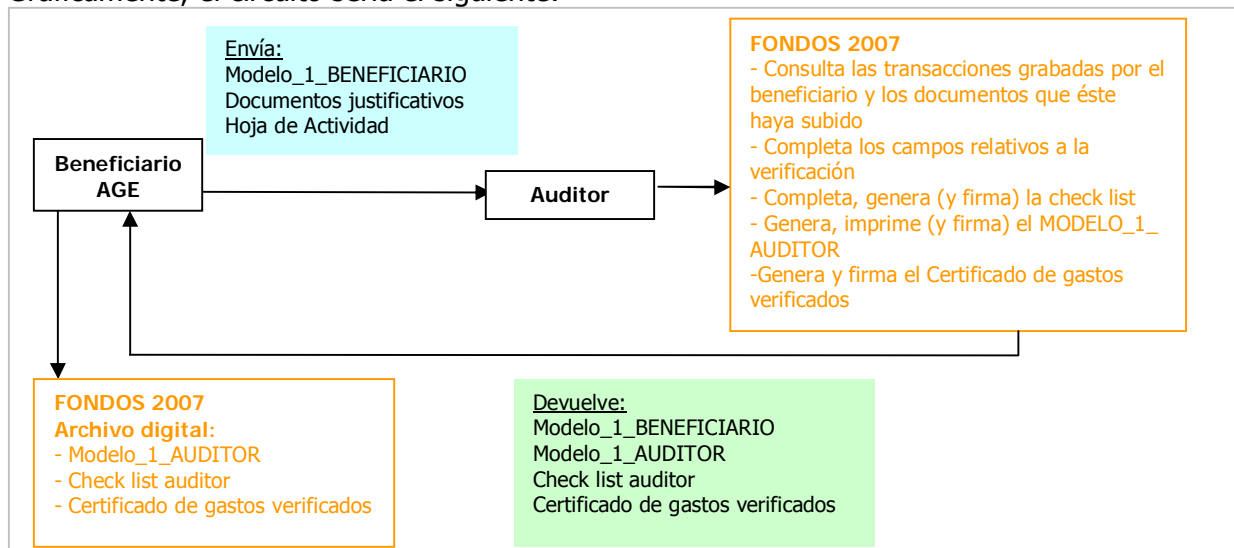 Gráficamente, el circuito sería el siguiente:
Envía:
Modelo_1_BENEFICIARIO
Documentos justificativos
Hoja de Actividad
FONDOS 2007
- Consulta las transacciones grabadas por el
beneficiario y los documentos que éste
haya subido
- Completa los campos relativos a la
verificación
- Completa, genera (y firma) la check list
- Genera, imprime (y firma) el MODELO_1_
AUDITOR
-Genera y firma el Certificado de gastos
verificados
Beneficiario
AGE
Auditor
FONDOS 2007
Archivo digital:
- Modelo_1_AUDITOR
- Check list auditor
- Certificado de gastos verificados
Devuelve:
Modelo_1_BENEFICIARIO
Modelo_1_AUDITOR
Check list auditor
Certificado de gastos verificados